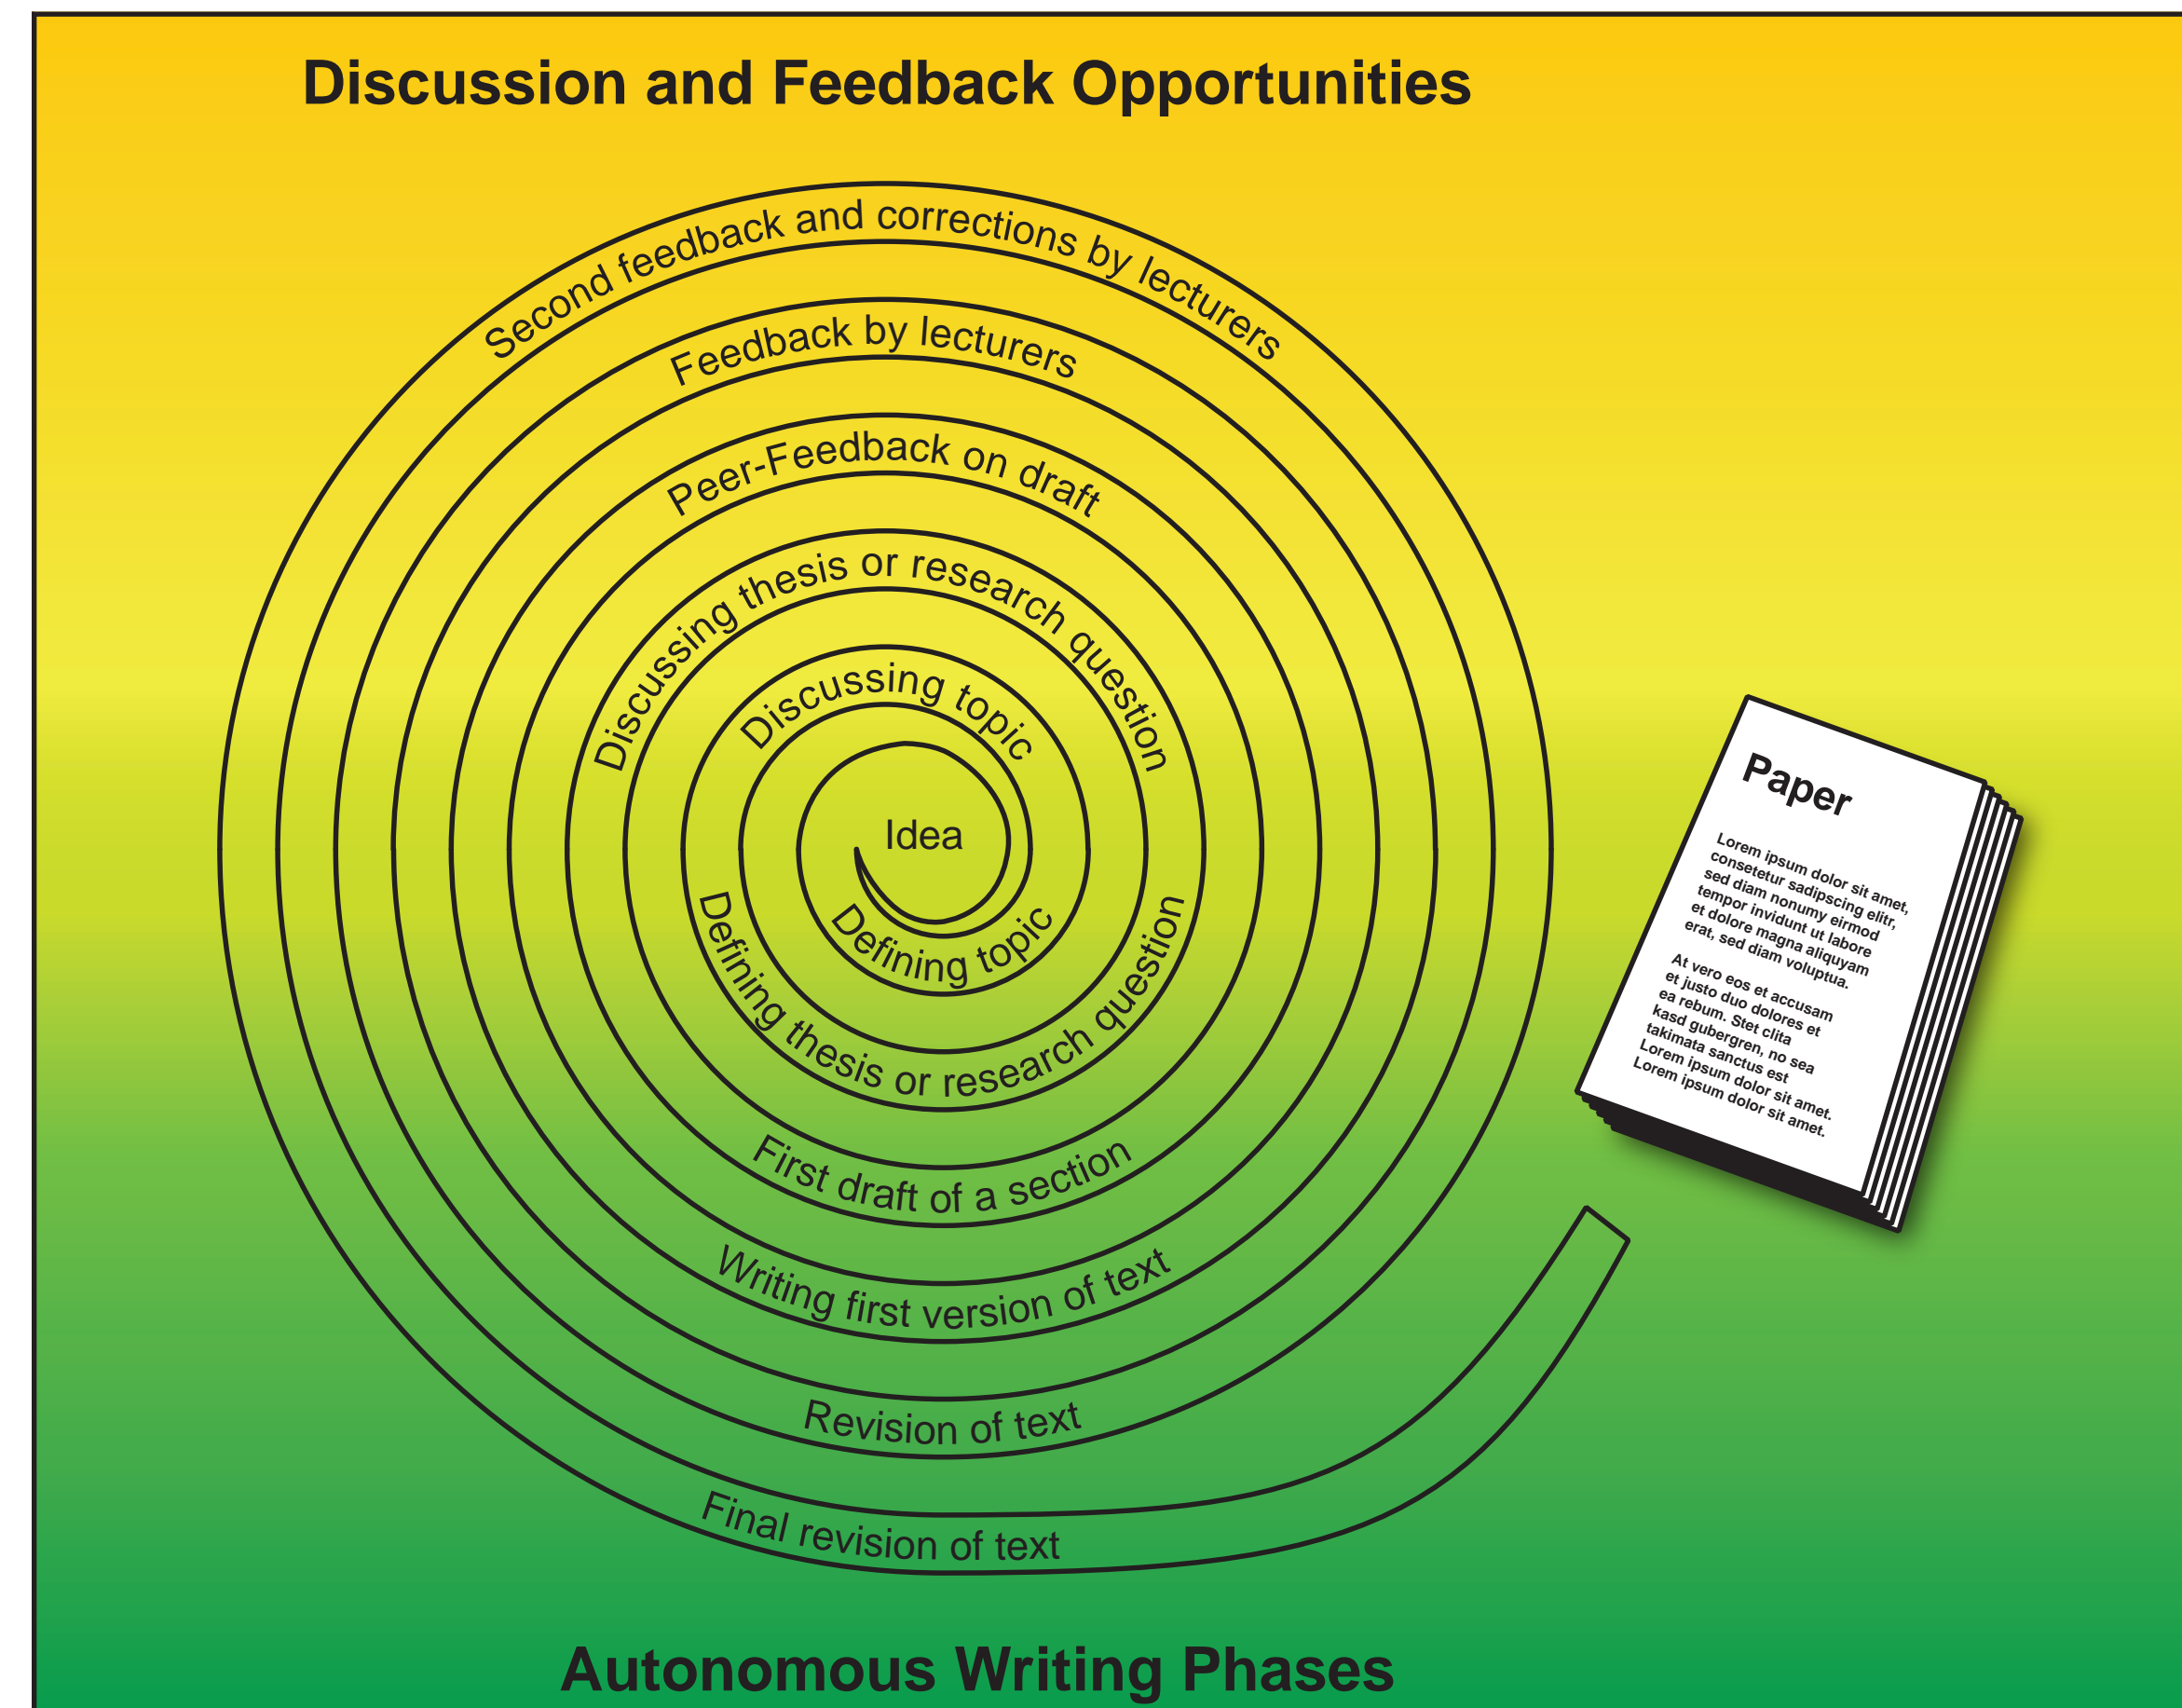 Discussion and Feedback Opportunities
Second feedback and corrections by lecturers
Feedback by lecturers
Peer-Feedback on draft
Discussing thesis or research question
Discussing topic
Idea
Defining topic
Defining thesis or research question
First draft of a section
Writing first version of text
Revision of text
Final revision of text
Paper
Lorem ipsum dolor sit amet,
consetetur sadipscing elitr,
sed diam nonumy eirmod
tempor invidunt ut labore
et dolore magna aliquyam
erat, sed diam voluptua.
At vero eos et accusam
et justo duo dolores et
ea rebum. Stet clita
kasd gubergren, no sea
takimata sanctus est
Lorem ipsum dolor sit amet.
Lorem ipsum dolor sit amet.
Autonomous Writing Phases